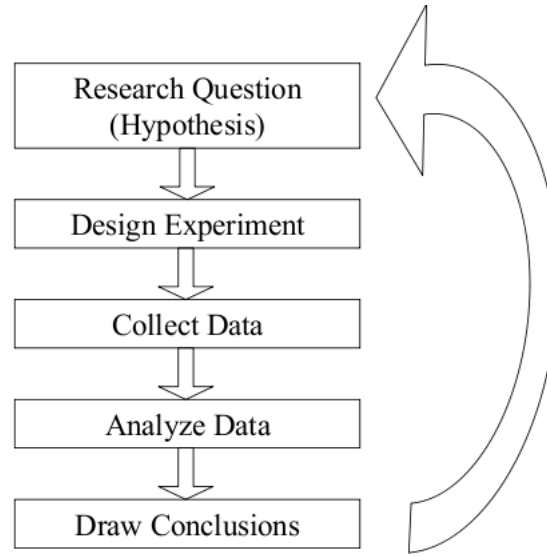 Research Question
(Hypothesis)
Design Experiment
Collect Data
Analyze Data
Draw Conclusions